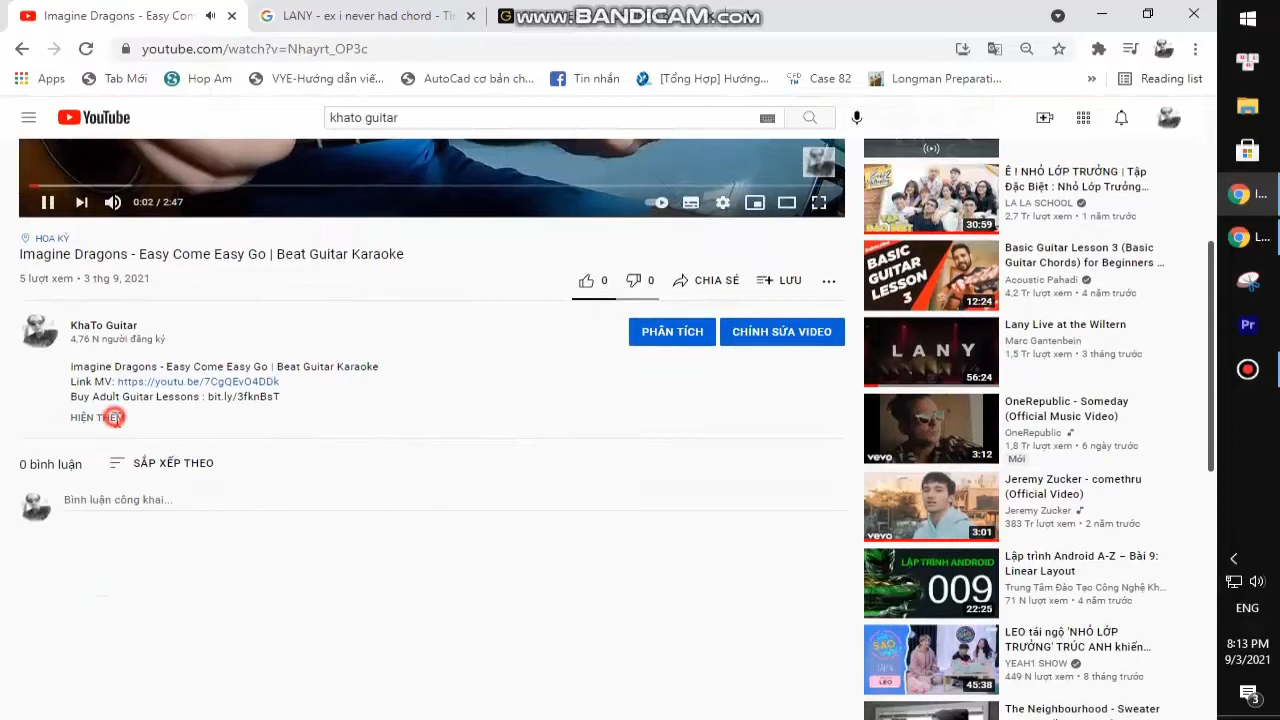 Imagine Dragons - Easy Com
LANY - ex i never had chord - Th
www.BANDICAM.com
youtube.com/watch?v=Nhayrt_OP3c
Apps
Tab Mới
Hop Am
VYE-Hướng dẫn viế...
AutoCad cơ bản ch...
Tin nhắn
[Tổng Hợp] Hướng...
Case 82
Longman Preparati...
»
Reading list
YouTube
khato guitar
0:02 / 2:47
HOA KỲ
Imagine Dragons - Easy Come Easy Go | Beat Guitar Karaoke
5 lượt xem • 3 thg 9, 2021
0
0
CHIA SẺ
LƯU
KhaTo Guitar
4,76 N người đăng ký
PHÂN TÍCH
CHỈNH SỬA VIDEO
Imagine Dragons - Easy Come Easy Go | Beat Guitar Karaoke
Link MV: https://youtu.be/7CgQEvO4DDk
Buy Adult Guitar Lessons : bit.ly/3fknBsT
HIỆN THÊM
0 bình luận
SẮP XẾP THEO
Bình luận công khai...
Ê ! NHỎ LỚP TRƯỞNG | Tập
Đặc Biệt : Nhỏ Lớp Trưởng...
LA LA SCHOOL
2,7 Tr lượt xem • 1 năm trước
30:59
BASIC
GUITAR
LESSON
3
12:24
Basic Guitar Lesson 3 (Basic
Guitar Chords) for Beginners ...
Acoustic Pahadi
4,2 Tr lượt xem • 4 năm trước
LANY
56:24
Lany Live at the Wiltern
Marc Gantenbein
1,5 Tr lượt xem • 3 tháng trước
vevo
3:12
OneRepublic - Someday
(Official Music Video)
OneRepublic
1,8 Tr lượt xem • 6 ngày trước
Mới
vevo
3:01
Jeremy Zucker - comethru
(Official Video)
Jeremy Zucker
383 Tr lượt xem • 2 năm trước
LẬP TRÌNH ANDROID
009
22:25
Lập trình Android A-Z – Bài 9:
Linear Layout
Trung Tâm Đào Tạo Công Nghệ Kh...
71 N lượt xem • 4 năm trước
SAO
LEO
45:38
LEO tái ngộ 'NHỎ LỚP
TRƯỞNG' TRÚC ANH khiến...
YEAH1 SHOW
449 N lượt xem • 8 tháng trước
The Neighbourhood - Sweater
I...
L...
Pr
ENG
8:13 PM
9/3/2021
3